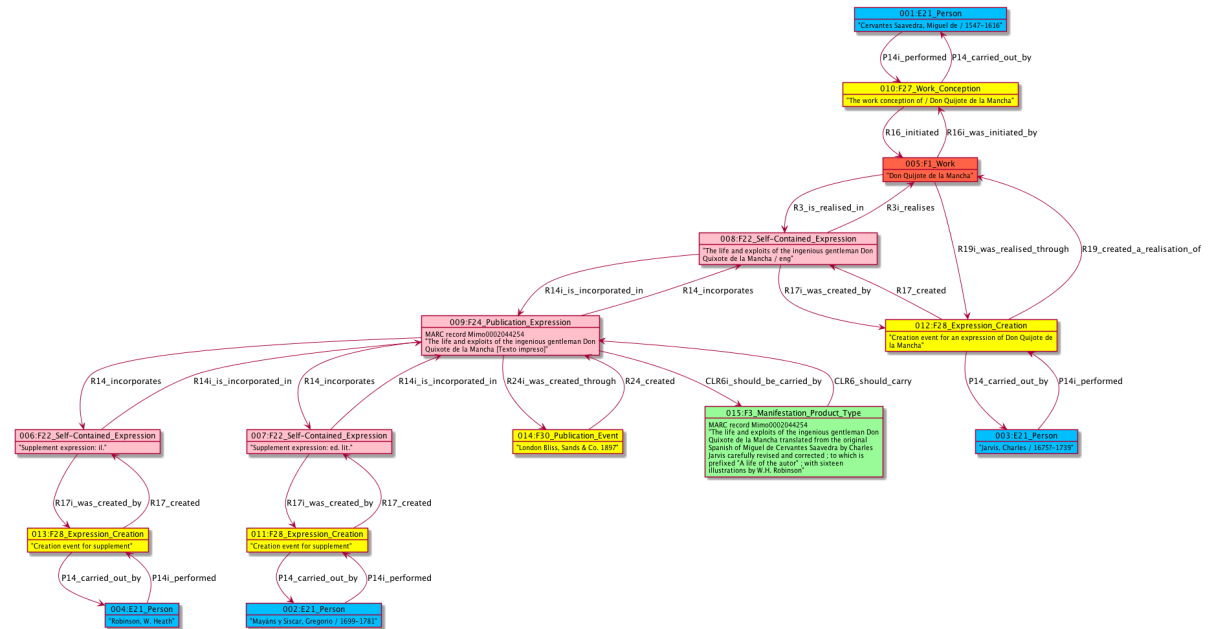 001:E21_Person
"Cervantes Saavedra, Miguel de / 1547-1616"
P14i_performed
P14_carried_out_by
010:F27_Work_Conception
"The work conception of / Don Quijote de la Mancha"
R16_initiated
R16i_was_initiated_by
005:F1_Work
"Don Quijote de la Mancha"
R3_is_realised_in
R3i_realises
008:F22_Self-Contained_Expression
"The life and exploits of the ingenious gentleman Don
Quixote de la Mancha / eng"
R19i_was_realised_through
R19_created_a_realisation_of
R14i_is_incorporated_in
R14_incorporates
R17i_was_created_by
R17_created
009:F24_Publication_Expression
MARC record Mimo0002044254
"The life and exploits of the ingenious gentleman Don
Quixote de la Mancha [Texto impreso]"
012:F28_Expression_Creation
"Creation event for an expression of Don Quijote de
la Mancha"
R14_incorporates
R14i_is_incorporated_in
R14_incorporates
R14i_is_incorporated_in
R24i_was_created_through
R24_created
CLR6i_should_be_carried_by
CLR6_should_carry
P14_carried_out_by
P14i_performed
006:F22_Self-Contained_Expression
"Supplement expression: il."
007:F22_Self-Contained_Expression
"Supplement expression: ed. lit."
014:F30_Publication_Event
"London Bliss, Sands & Co. 1897"
015:F3_Manifestation_Product_Type
MARC record Mimo0002044254
"The life and exploits of the ingenious gentleman Don
Quixote de la Mancha translated from the original
Spanish of Miguel de Cervantes Saavedra by Charles
Jarvis carefully revised and corrected ; to which is
prefixed "A life of the autor" ; with sixteen
illustrations by W.H. Robinson"
003:E21_Person
"Jarvis, Charles / 1675?-1739"
R17i_was_created_by
R17_created
R17i_was_created_by
R17_created
013:F28_Expression_Creation
"Creation event for supplement"
011:F28_Expression_Creation
"Creation event for supplement"
P14_carried_out_by
P14i_performed
P14_carried_out_by
P14i_performed
004:E21_Person
"Robinson, W. Heath"
002:E21_Person
"Mayáns y Siscar, Gregorio / 1699-1781"